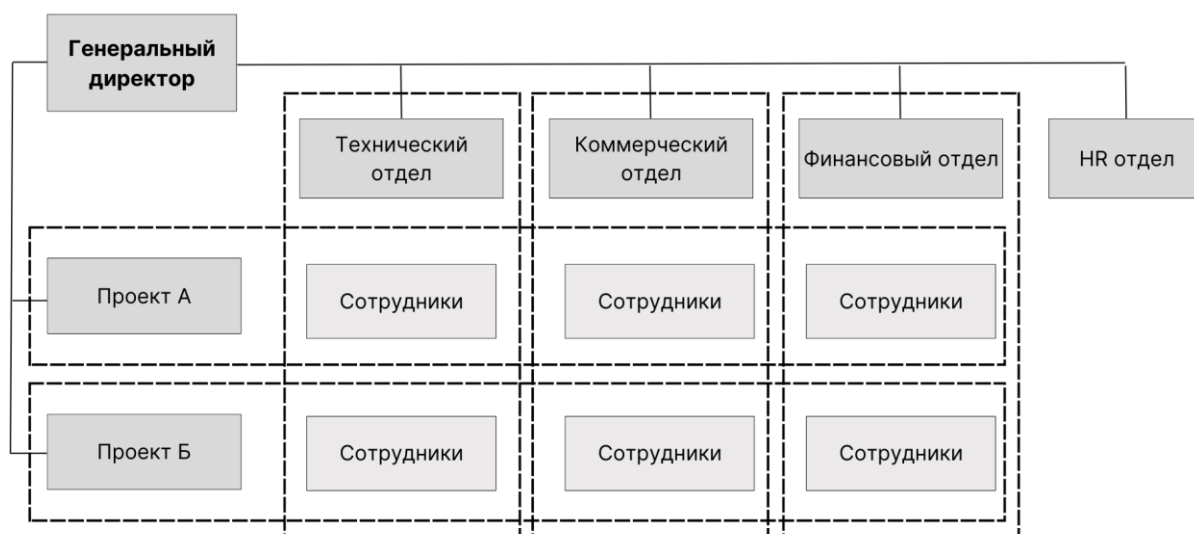 Генеральный
директор
Технический
отдел
Коммерческий
отдел
Финансовый отдел
HR отдел
Проект А
Сотрудники
Сотрудники
Сотрудники
Проект Б
Сотрудники
Сотрудники
Сотрудники